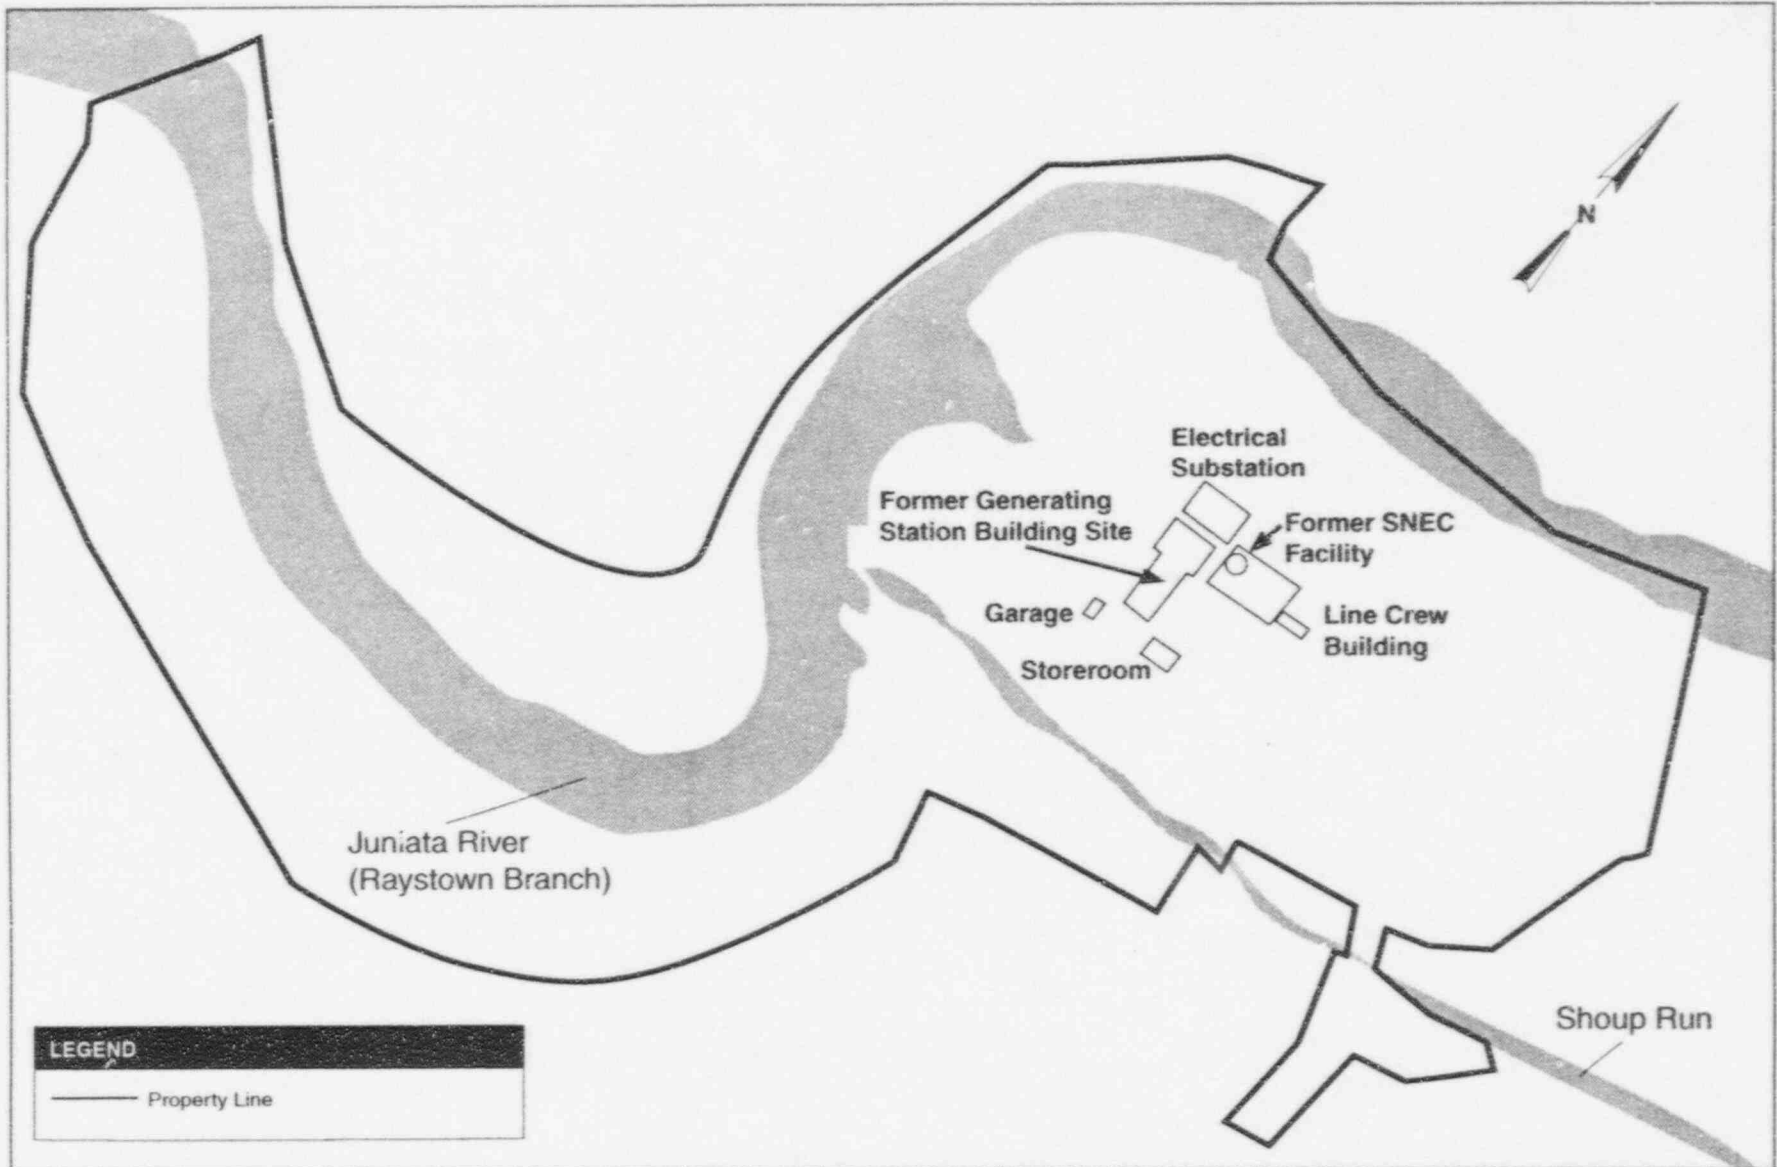 N
Electrical
Substation
Former Generating
Station Building Site
Former SNEC
Facility
Garage
Line Crew
Building
Storeroom
Juniata River
(Raystown Branch)
Shoup Run
LEGEND
Property Line